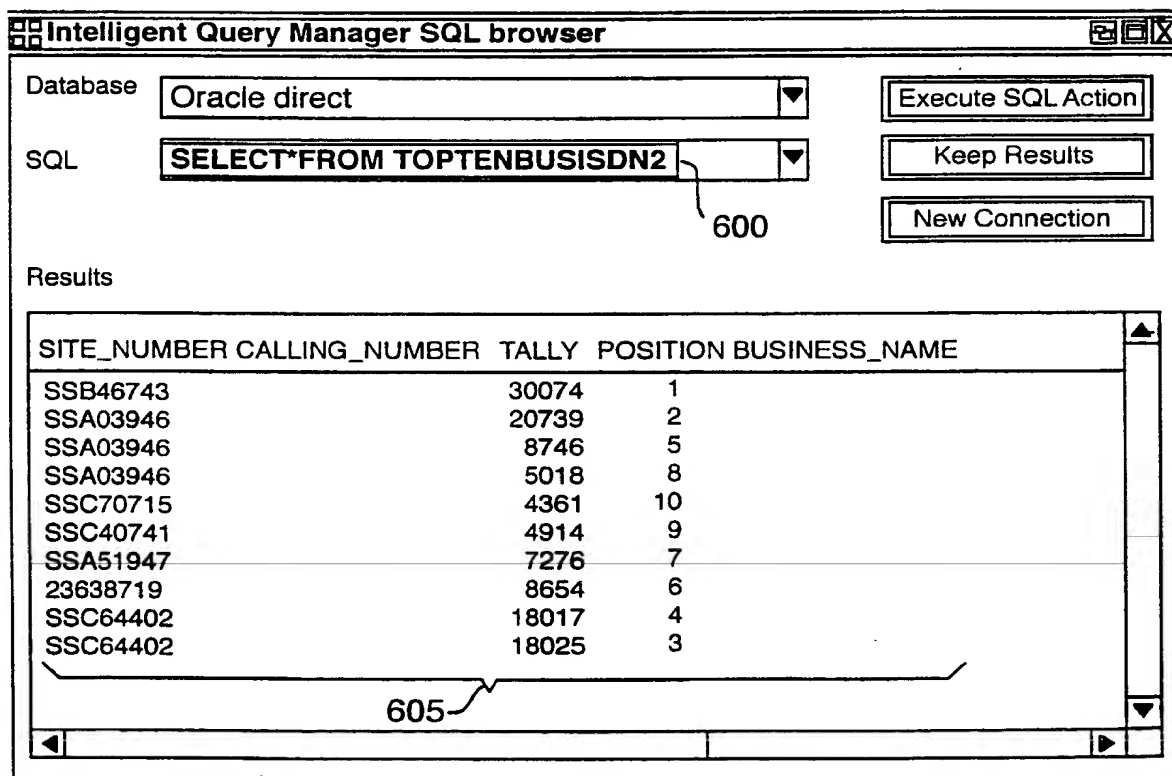 Intelligent Query Manager SQL browser
Database Oracle direct Execute SQL Action
SQL SELECT*FROM TOPTENBUSISDN2 Keep Results
600 New Connection
Results
SITE_NUMBER CALLING_NUMBER TALLY POSITION BUSINESS_NAME
SSB46743 30074 1
SSA03946 20739 2
SSA03946 8746 5
SSA03946 5018 8
SSC70715 4361 10
SSC40741 4914 9
SSA51947 7276 7
23638719 8654 6
SSC64402 18017 4
SSC64402 18025 3
605